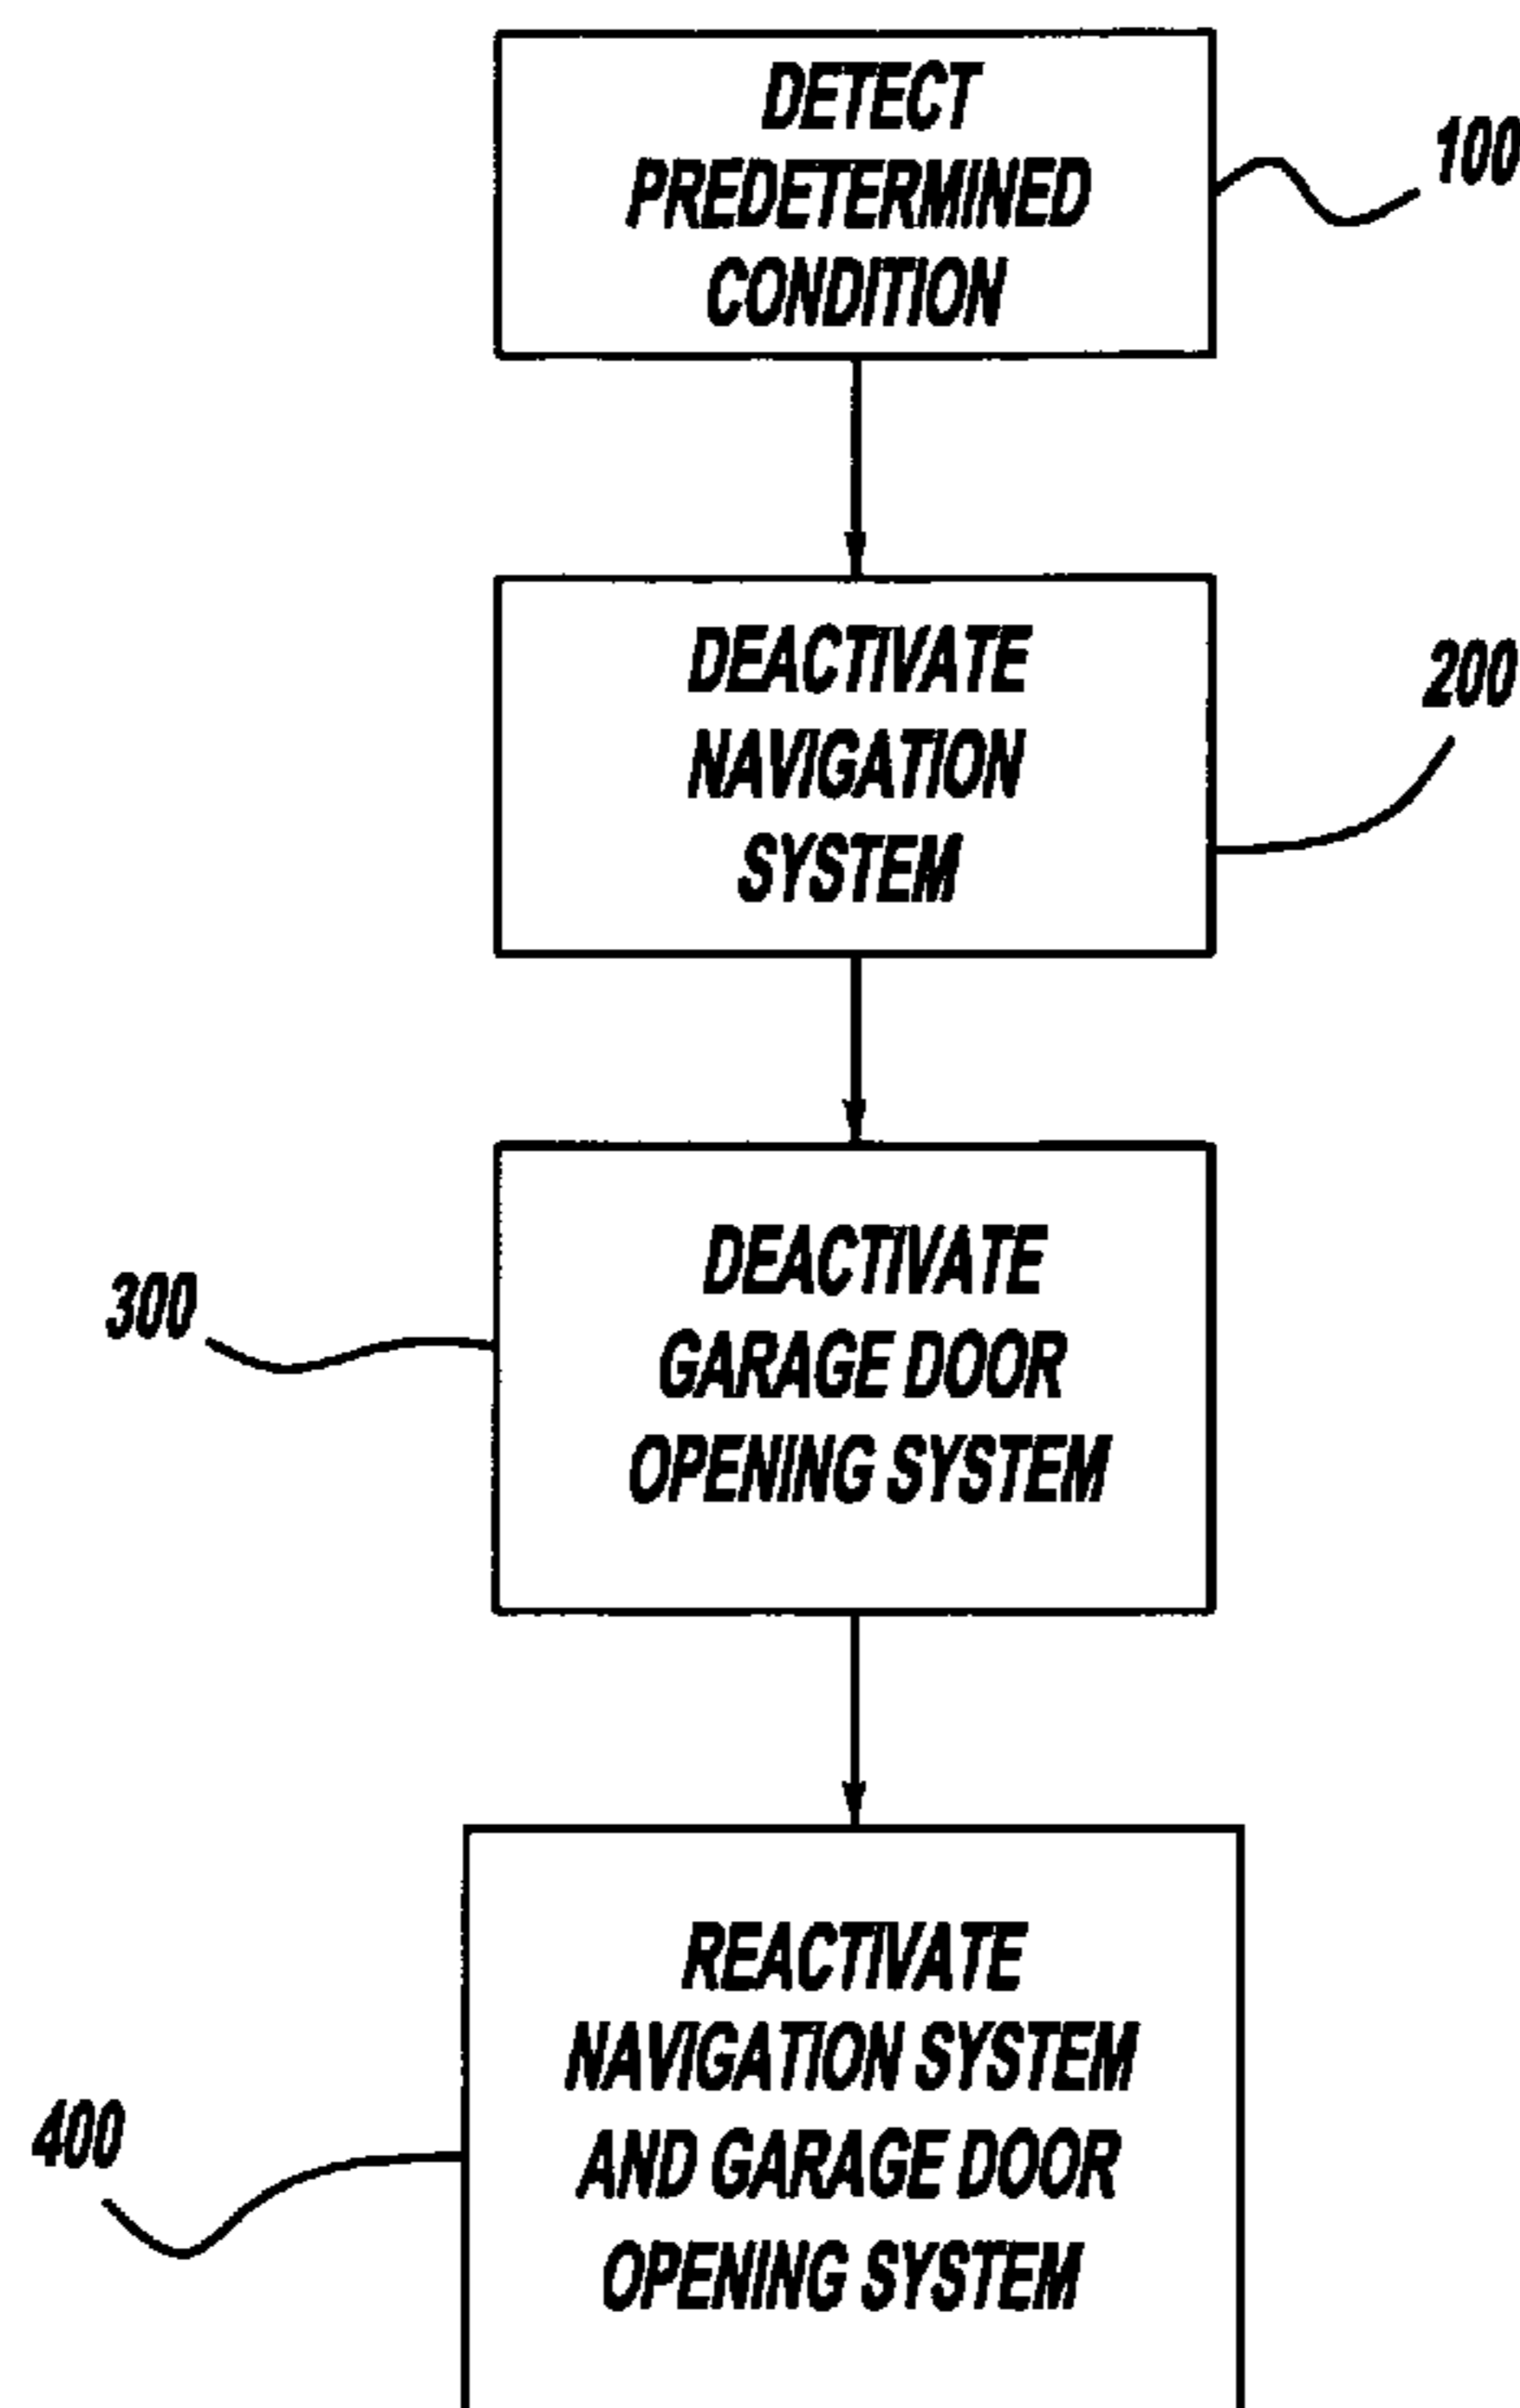 DETECT
PREDETERMINED
CONDITION
100
DEACTIVATE
NAVIGATION
SYSTEM
200
DEACTIVATE
GARAGE DOOR
OPENING SYSTEM
300
REACTIVATE
NAVIGATION SYSTEM
AND GARAGE DOOR
OPENING SYSTEM
400